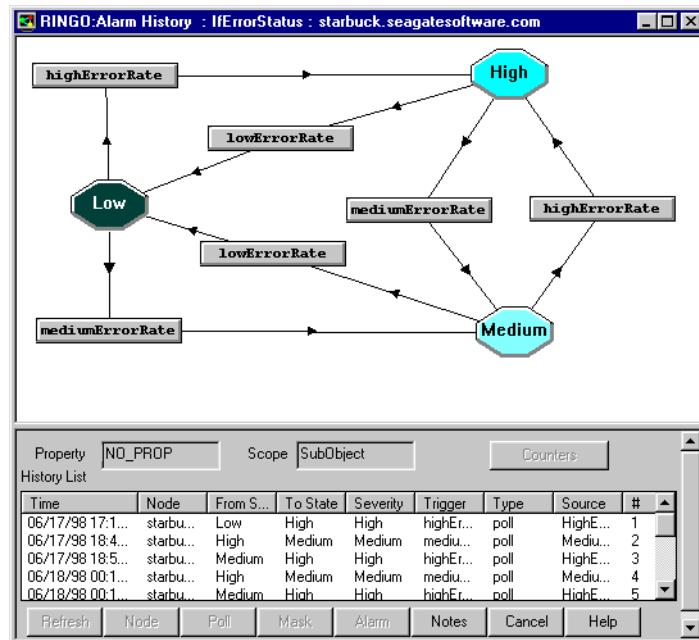 RINGO:Alarm History : IfErrorStatus : starbuck.seagatesoftware.com
highErrorRate
High
lowErrorRate
Low
mediumErrorRate
highErrorRate
lowErrorRate
mediumErrorRate
Medium
Property NO_PROP Scope SubObject Counters
History List
Time Node From S... To State Severity Trigger Type Source #
06/17/98 17:1... starbu... Low High High highEr... poll HighE... 1
06/17/98 18:4... starbu... High Medium Medium mediu... poll Mediu... 2
06/17/98 18:5... starbu... Medium High High highEr... poll HighE... 3
06/18/98 00:1... starbu... High Medium Medium mediu... poll Mediu... 4
06/18/98 00:1... starbu... Medium High High highEr... poll HighE... 5
Refresh Node Poll Mask Alarm Notes Cancel Help